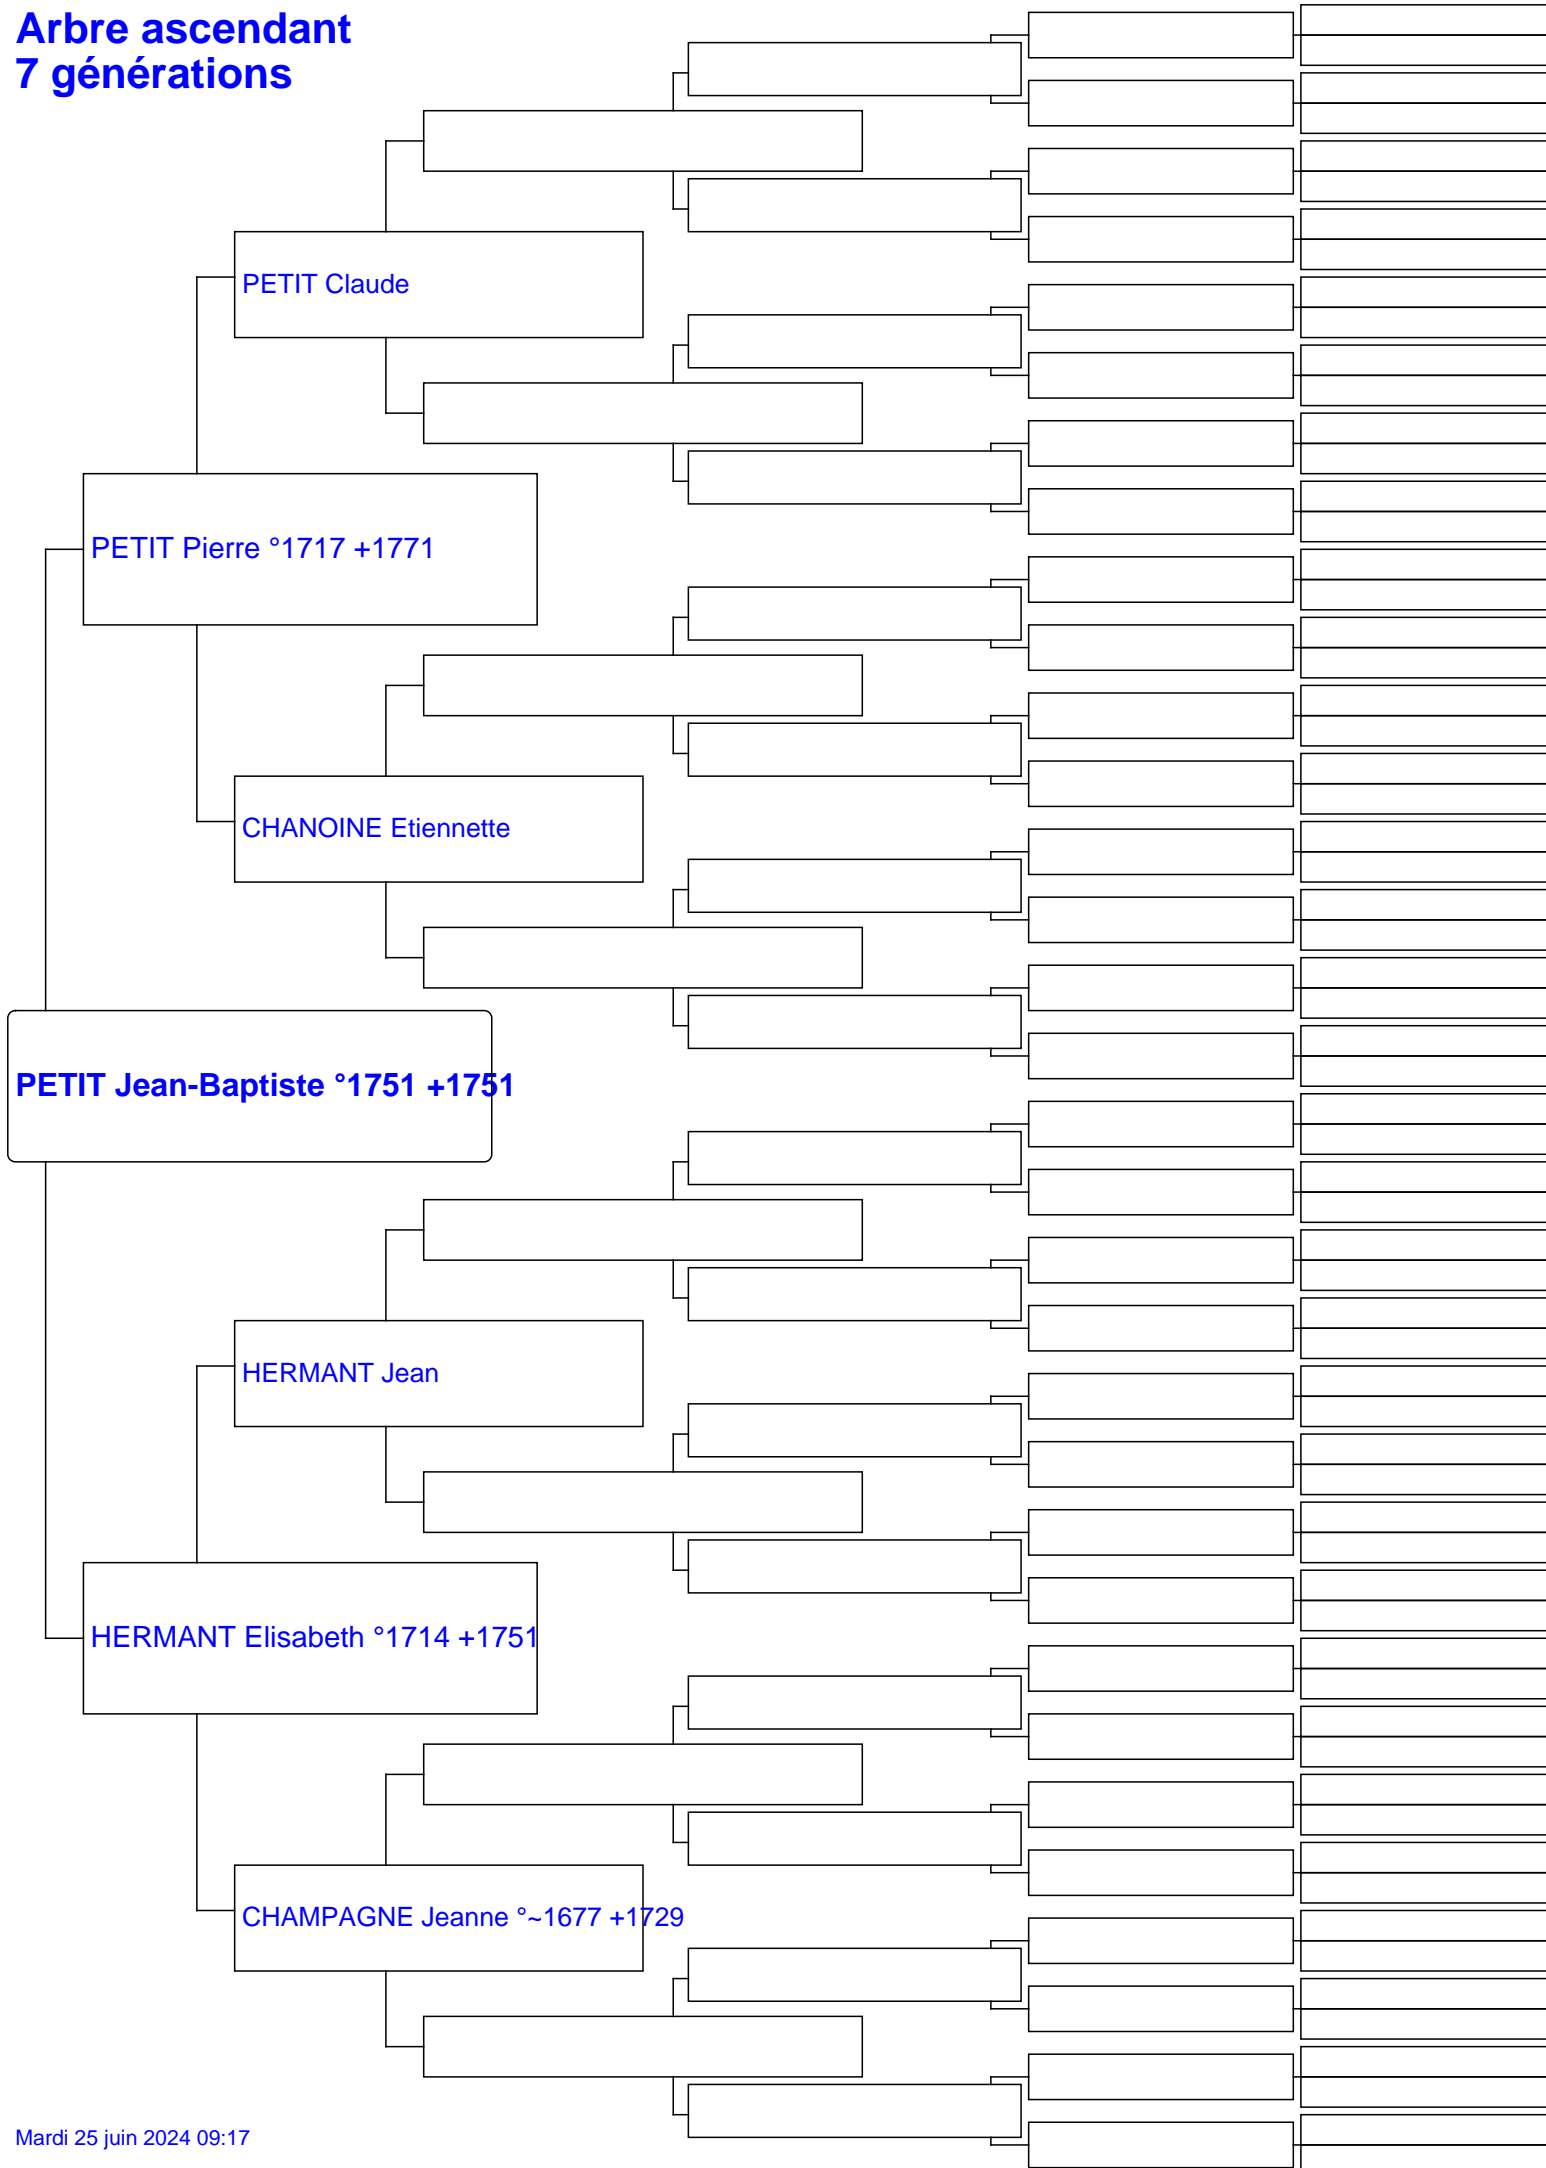 Arbre ascendant
7 générations
PETIT Claude
PETIT Pierre °1717 +1771
CHANOINE Etiennette
PETIT Jean-Baptiste °1751 +1751
HERMANT Jean
HERMANT Elisabeth °1714 +1751
CHAMPAGNE Jeanne °~1677 +1729
Mardi 25 juin 2024 09:17